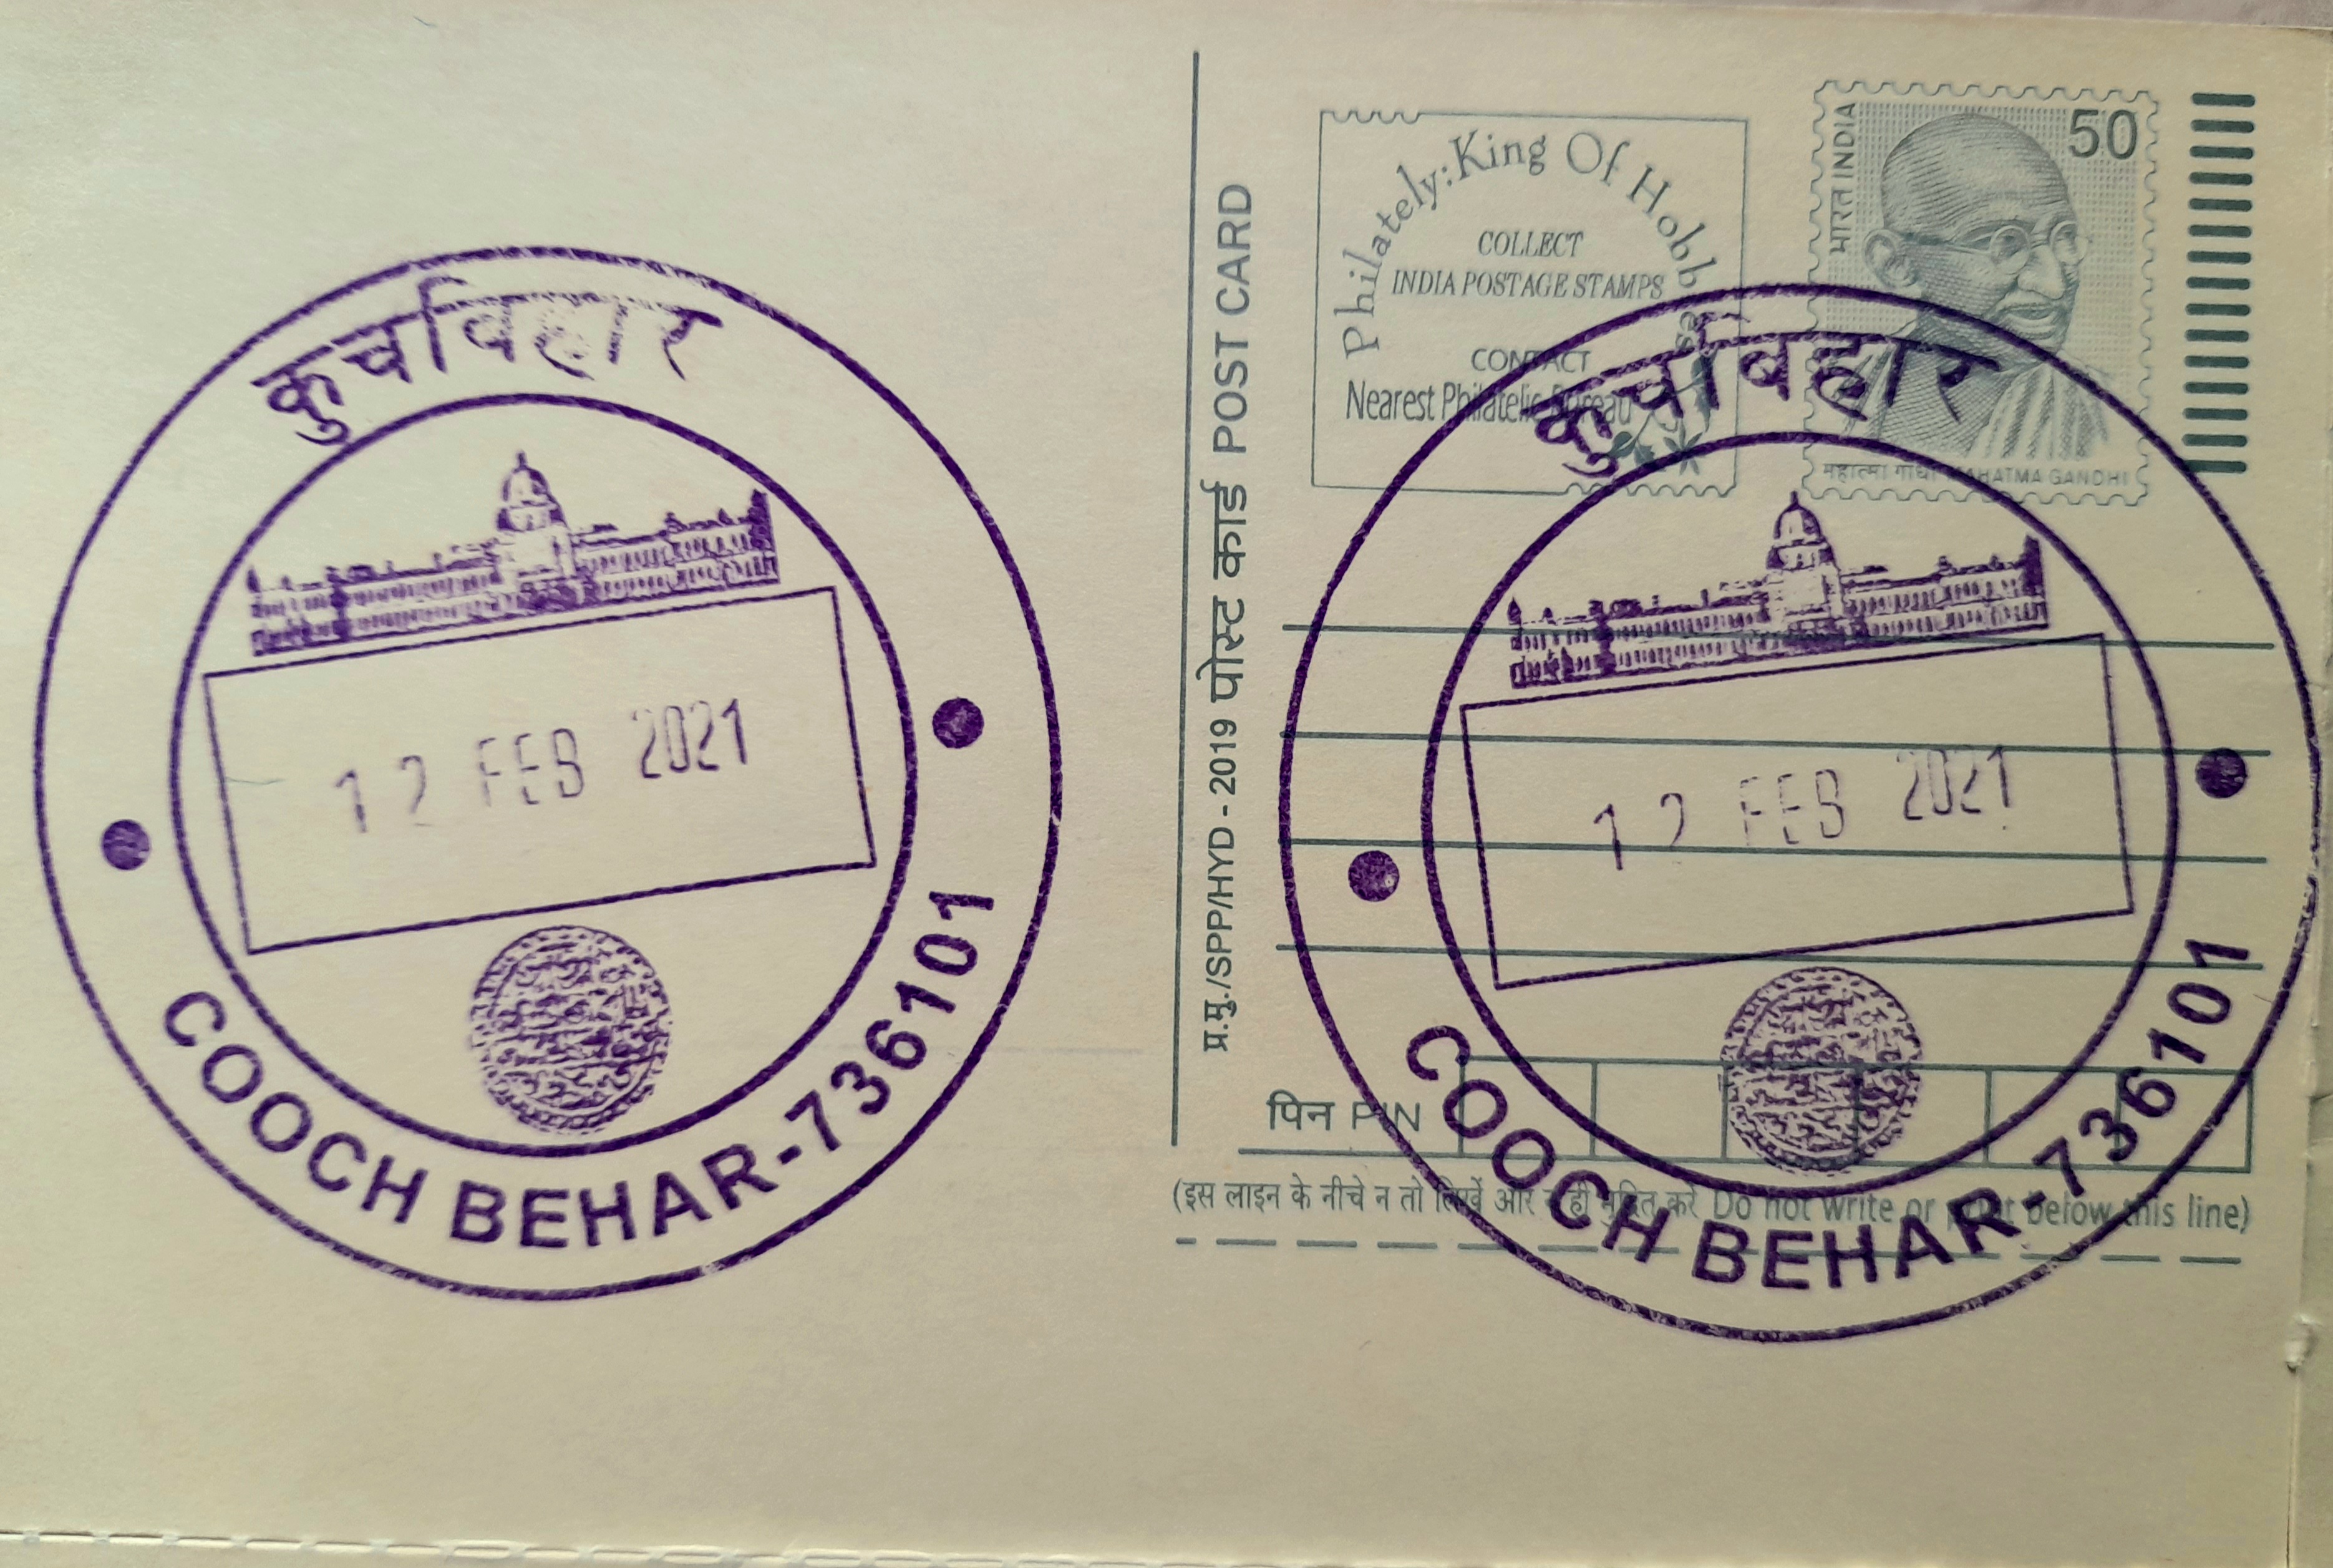 कुचबिहार
12 FEB 2021
COOCH BEHAR-736101
प्र.मु./SPP/HYD - 2019 पोस्ट कार्ड POST CARD
Philately: King Of Hobbies
COLLECT
INDIA POSTAGE STAMPS
CONTACT
Nearest Philatelic Bureau
भारत INDIA
50
महात्मा गांधी MAHATMA GANDHI
कुचबिहार
12 FEB 2021
COOCH BEHAR-736101
पिन PIN
(इस लाइन के नीचे न तो लिखें और न ही मुद्रित करें Do not write or print below this line)